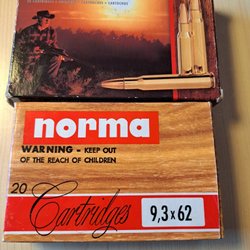 norma
WARNING - KEEP OUT
OF THE REACH OF CHILDREN
20
Cartridges
9,3 x 62